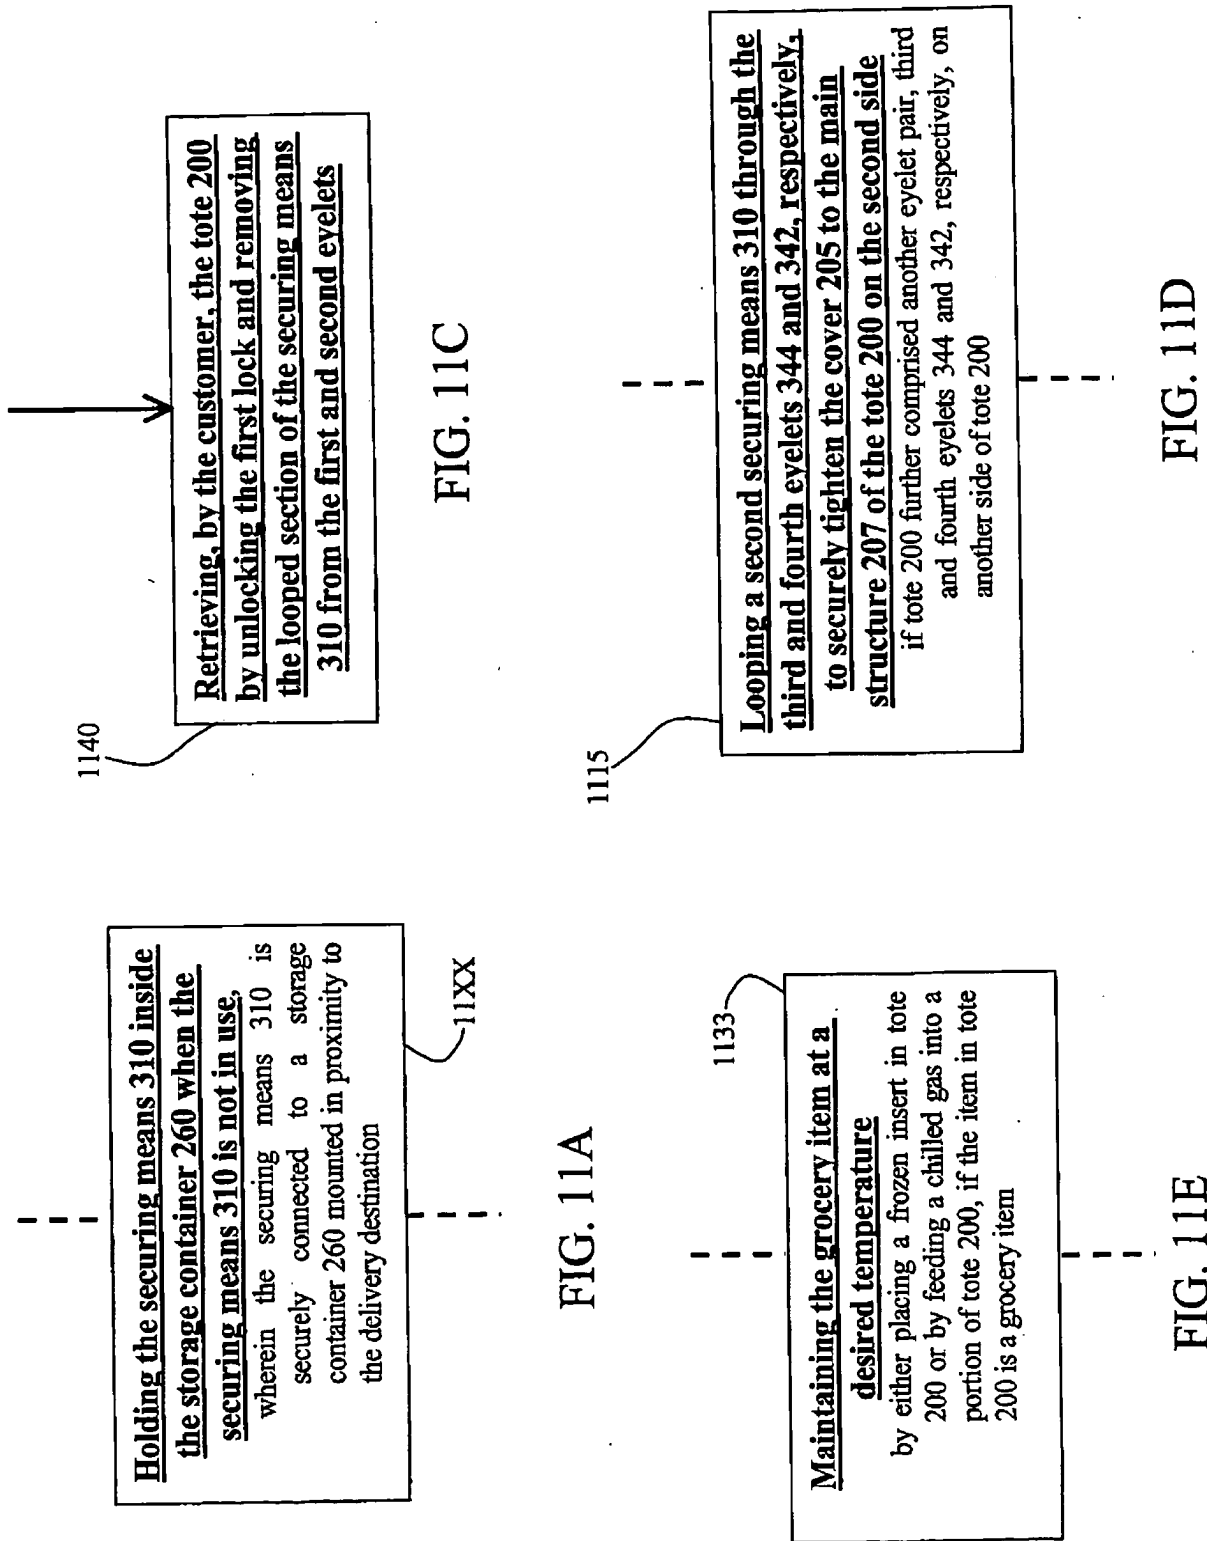 Holding the securing means 310 inside
the storage container 260 when the
securing means 310 is not in use,
wherein the securing means 310 is
securely connected to a storage
container 260 mounted in proximity to
the delivery destination
11XX
FIG. 11A
1140
Retrieving, by the customer, the tote 200
by unlocking the first lock and removing
the looped section of the securing means
310 from the first and second eyelets
FIG. 11C
1133
Maintaining the grocery item at a
desired temperature
by either placing a frozen insert in tote
200 or by feeding a chilled gas into a
portion of tote 200, if the item in tote
200 is a grocery item
FIG. 11E
1115
Looping a second securing means 310 through the
third and fourth eyelets 344 and 342, respectively,
to securely tighten the cover 205 to the main
structure 207 of the tote 200 on the second side
if tote 200 further comprised another eyelet pair, third
and fourth eyelets 344 and 342, respectively, on
another side of tote 200
FIG. 11D